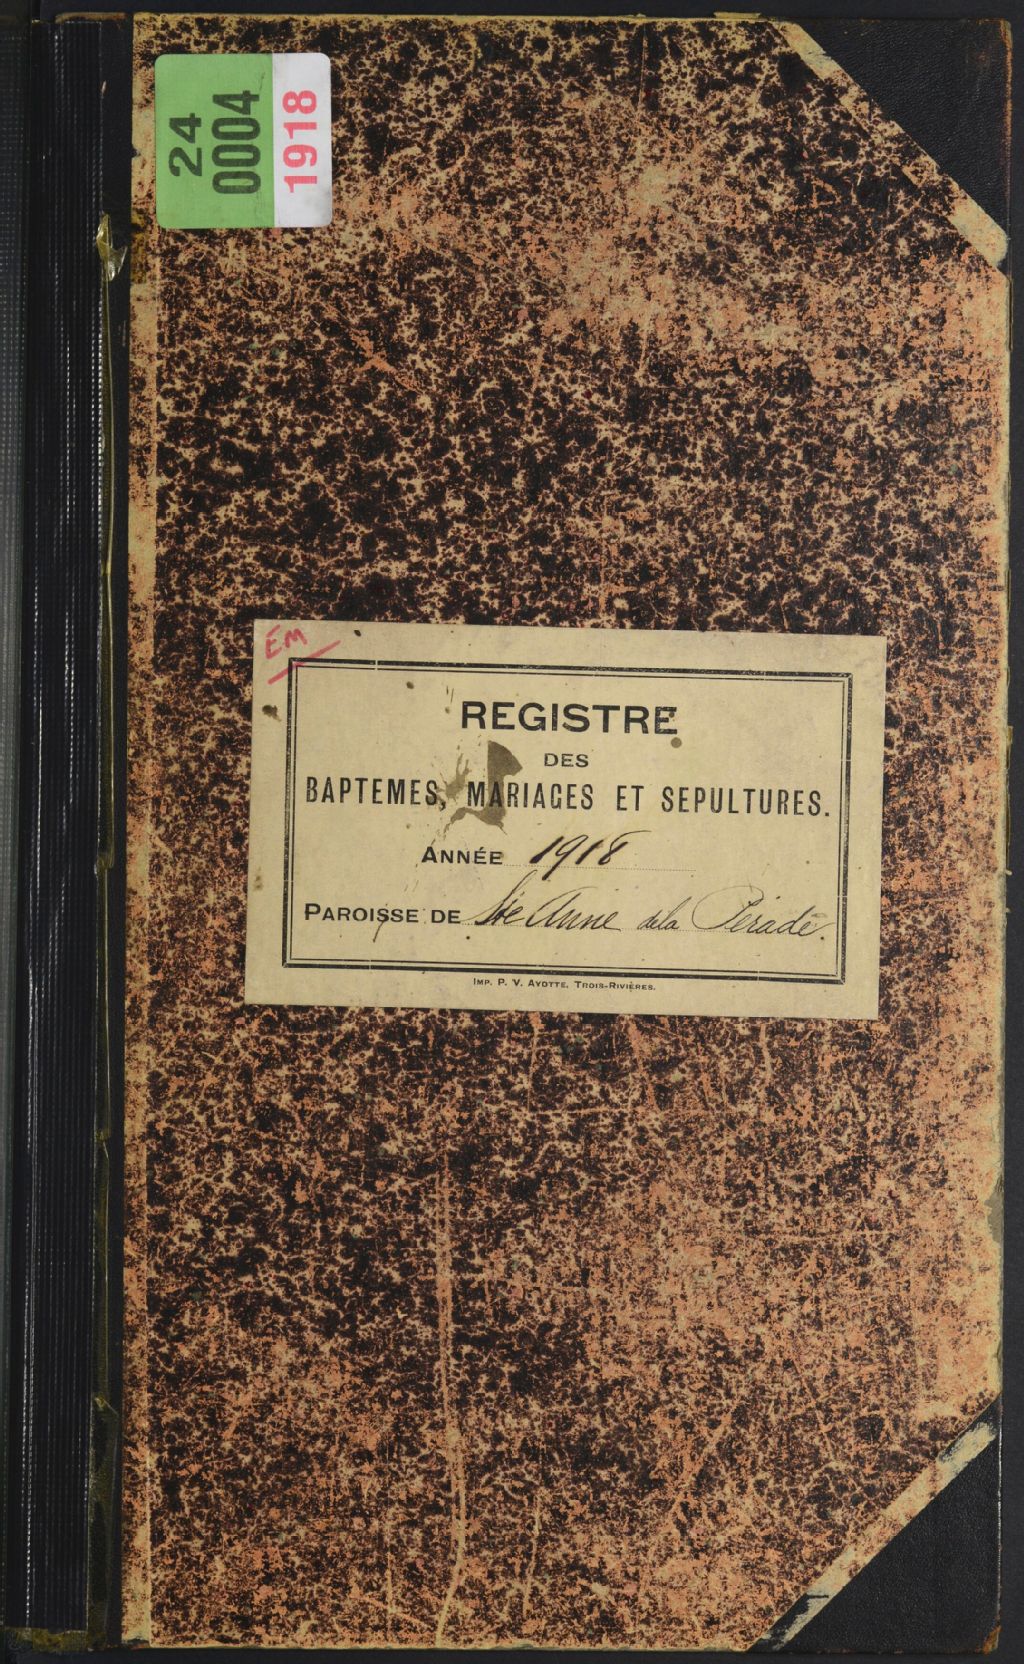 24
0004
1918
EM
REGISTRE
DES
BAPTEMES, MARIAGES ET SEPULTURES.
ANNÉE 1918
PAROISSE DE Ste Anne dela Pérade.
IMP. P. V. AYOTTE, TROIS-RIVIÈRES.